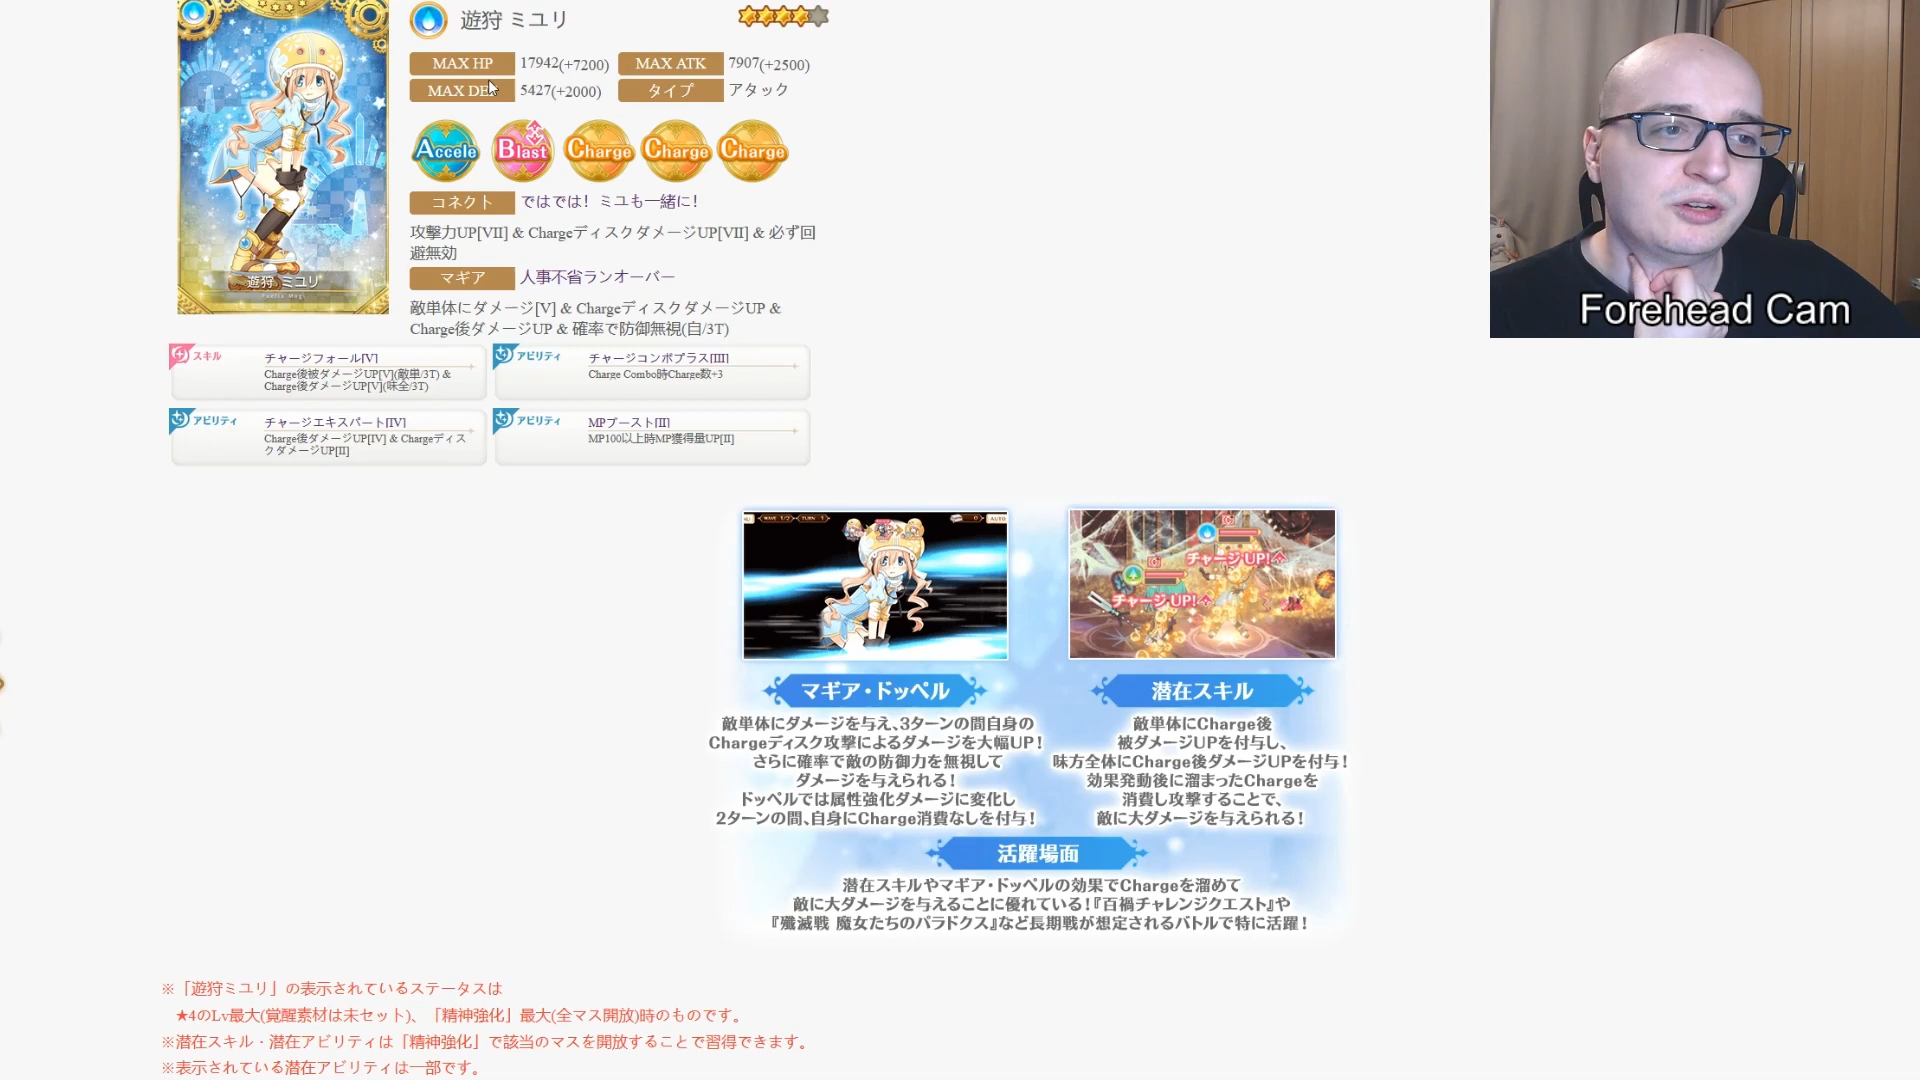 遊狩 ミユリ
MAX HP 17942(+7200) MAX ATK 7907(+2500)
MAX DE 5427(+2000) タイプ アタック
Accele Blast Charge Charge Charge
コネクト ではでは！ミユも一緒に！
攻撃力UP[VII] & ChargeディスクダメージUP[VII] & 必ず回
避無効
マギア 人事不省ランオーバー
敵単体にダメージ[V] & ChargeディスクダメージUP &
Charge後ダメージUP & 確率で防御無視(自/3T)
遊狩 ミユリ
Puella Magi
スキル チャージフォール[V]
Charge後被ダメージUP[V](敵単/3T) &
Charge後ダメージUP[V](味全/3T)
アビリティ チャージコンボプラス[III]
Charge Combo時Charge数+3
アビリティ チャージエキスパート[IV]
Charge後ダメージUP[IV] & Chargeディス
クダメージUP[II]
アビリティ MPブースト[II]
MP100以上時MP獲得量UP[II]
Forehead Cam
WAVE 1/2 TURN 1 0 AUTO
チャージUP!
チャージUP!
マギア・ドッペル
敵単体にダメージを与え、3ターンの間自身の
Chargeディスク攻撃によるダメージを大幅UP！
さらに確率で敵の防御力を無視して
ダメージを与えられる！
ドッペルでは属性強化ダメージに変化し
2ターンの間、自身にCharge消費なしを付与！
潜在スキル
敵単体にCharge後
被ダメージUPを付与し、
味方全体にCharge後ダメージUPを付与！
効果発動後に溜まったChargeを
消費し攻撃することで、
敵に大ダメージを与えられる！
活躍場面
潜在スキルやマギア・ドッペルの効果でChargeを溜めて
敵に大ダメージを与えることに優れている！『百禍チャレンジクエスト』や
『殲滅戦 魔女たちのパラドクス』など長期戦が想定されるバトルで特に活躍！
※「遊狩ミユリ」の表示されているステータスは
★4のLv最大(覚醒素材は未セット)、「精神強化」最大(全マス開放)時のものです。
※潜在スキル・潜在アビリティは「精神強化」で該当のマスを開放することで習得できます。
※表示されている潜在アビリティは一部です。